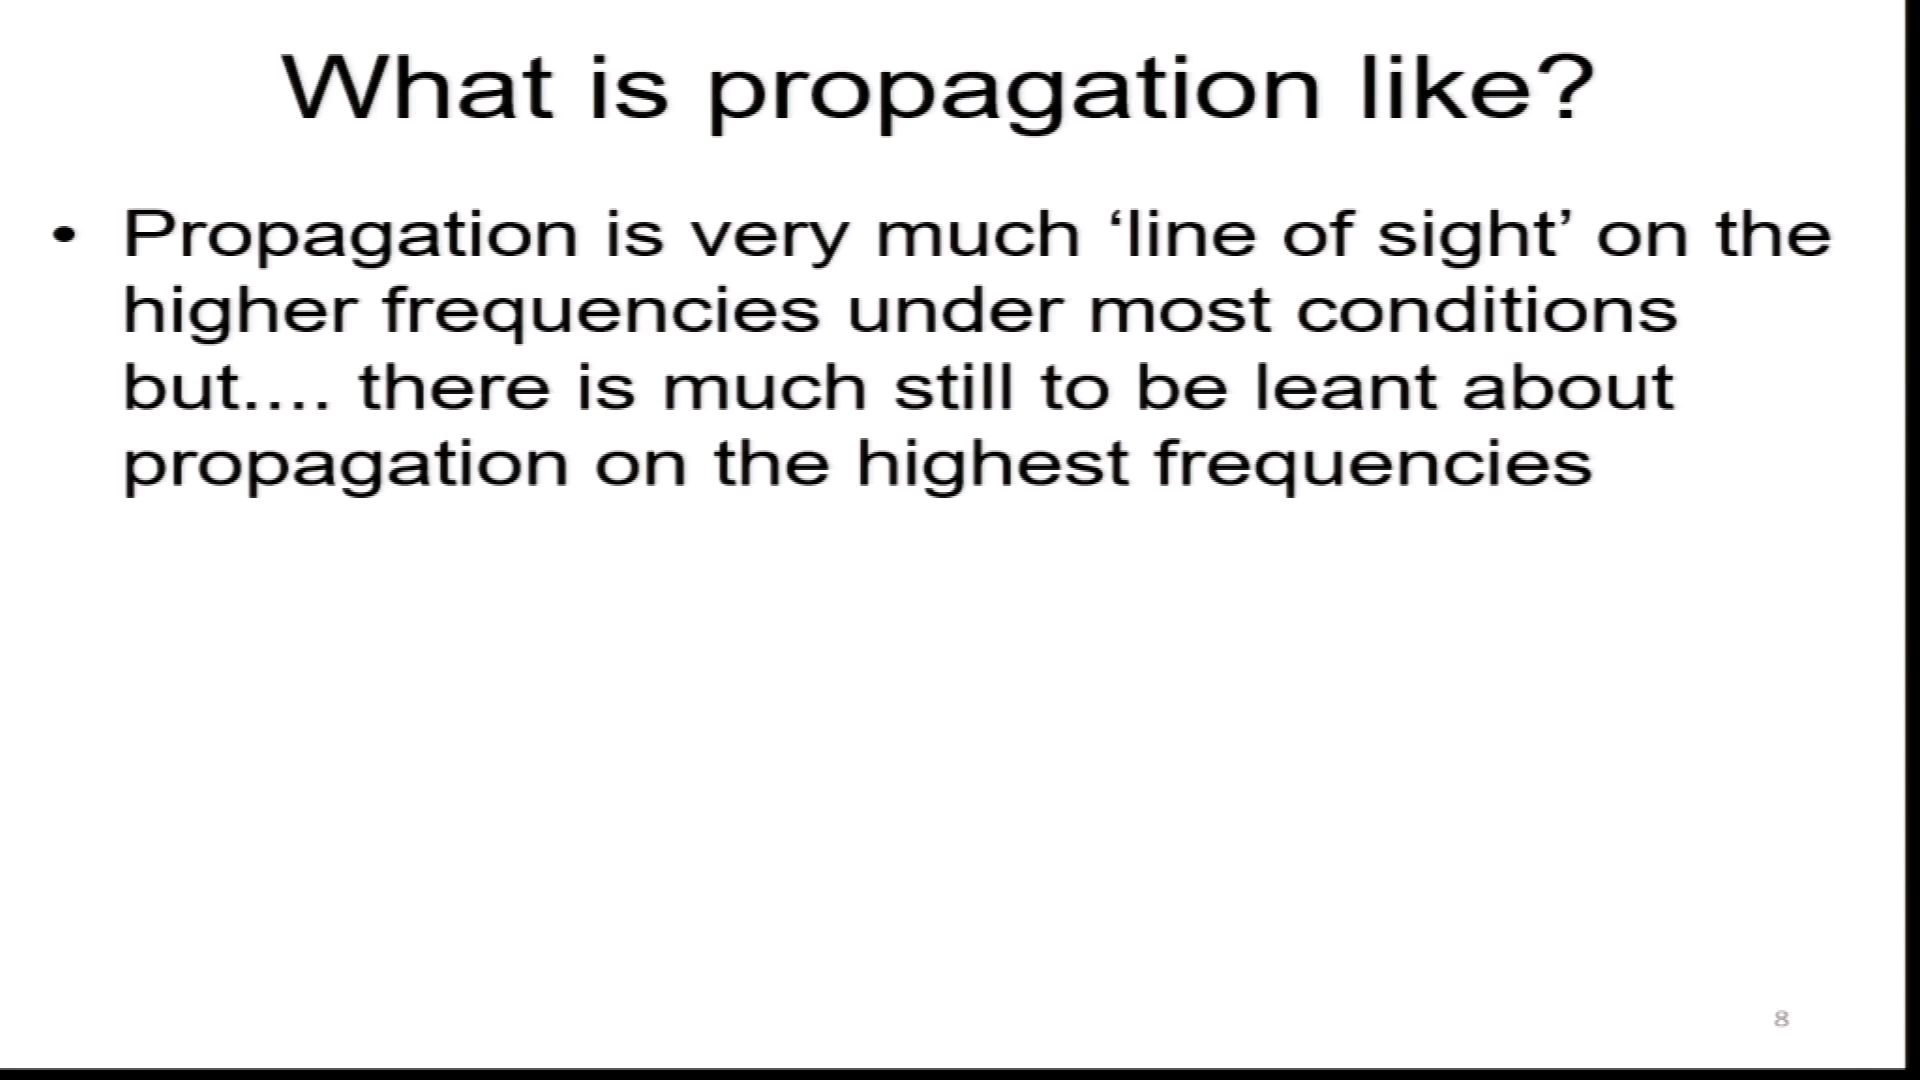 What is propagation like?
• Propagation is very much ‘line of sight’ on the
higher frequencies under most conditions
but.... there is much still to be leant about
propagation on the highest frequencies
8